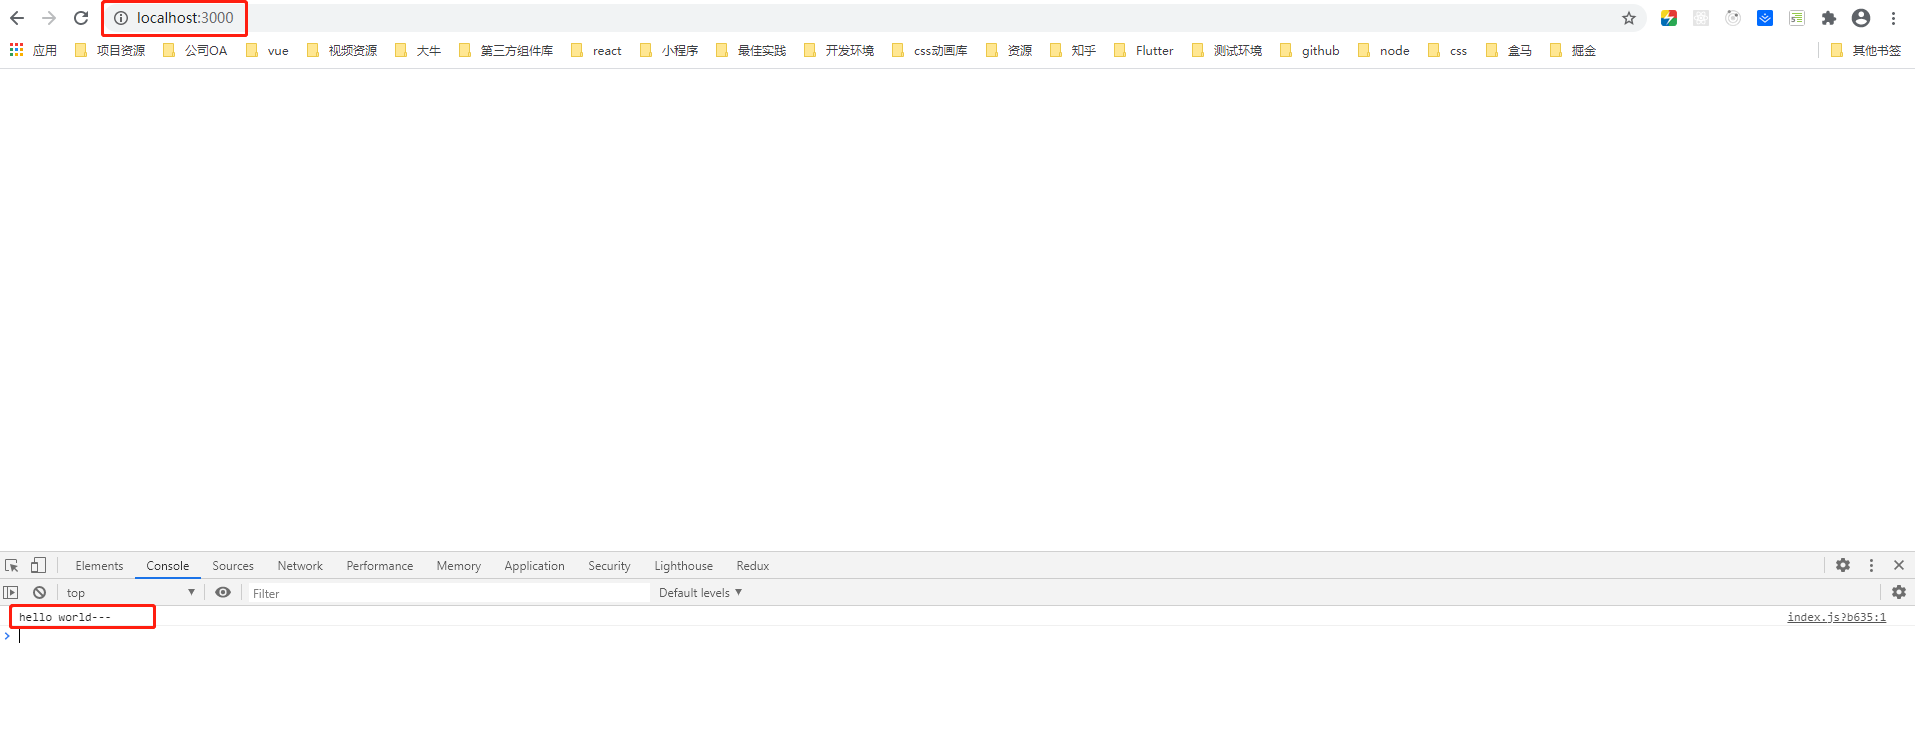 localhost:3000
应用 项目资源 公司OA vue 视频资源 大牛 第三方组件库 react 小程序 最佳实践 开发环境 css动画库 资源 知乎 Flutter 测试环境 github node css 盒马 掘金 其他书签
Elements Console Sources Network Performance Memory Application Security Lighthouse Redux
top Filter Default levels
hello world--- index.js?b635:1